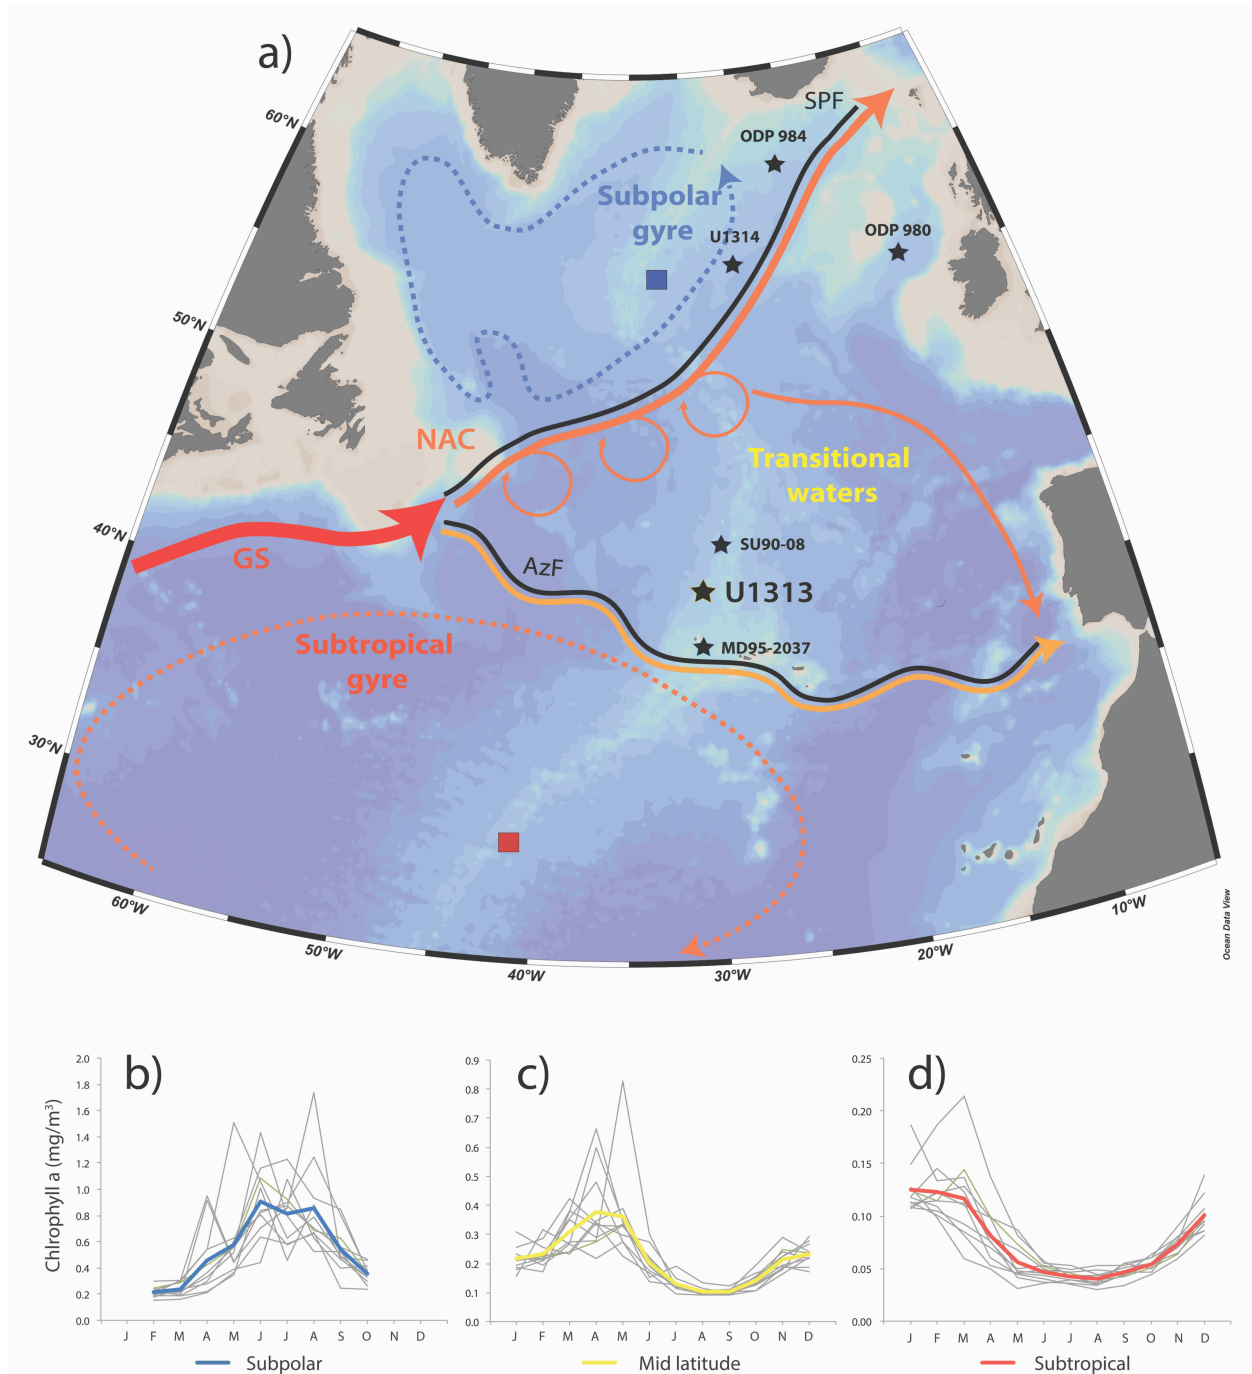 a)
SPF
ODP 984
60°N
Subpolar
gyre
ODP 980
U1314
50°N
NAC
Transitional
waters
40°N
GS
SU90-08
AzF
U1313
Subtropical
gyre
MD95-2037
30°N
60°W
10°W
50°W
20°W
40°W
30°W
Ocean Data View
b)
Chlrophyll a (mg/m³)
2.0
1.8
1.6
1.4
1.2
1.0
0.8
0.6
0.4
0.2
0.0
J F M A M J J A S O N D
Subpolar
c)
0.9
0.8
0.7
0.6
0.5
0.4
0.3
0.2
0.1
0.0
J F M A M J J A S O N D
Mid latitude
d)
0.25
0.20
0.15
0.10
0.05
0.00
J F M A M J J A S O N D
Subtropical